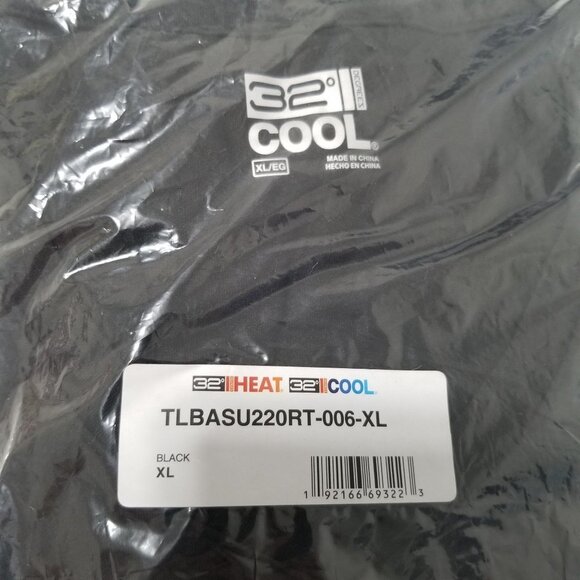 32° DEGREES
COOL®
XL/EG
MADE IN CHINA
HECHO EN CHINA
32° DEGREES HEAT 32° COOL
TLBASU220RT-006-XL
BLACK
XL
1 92166 69322 3